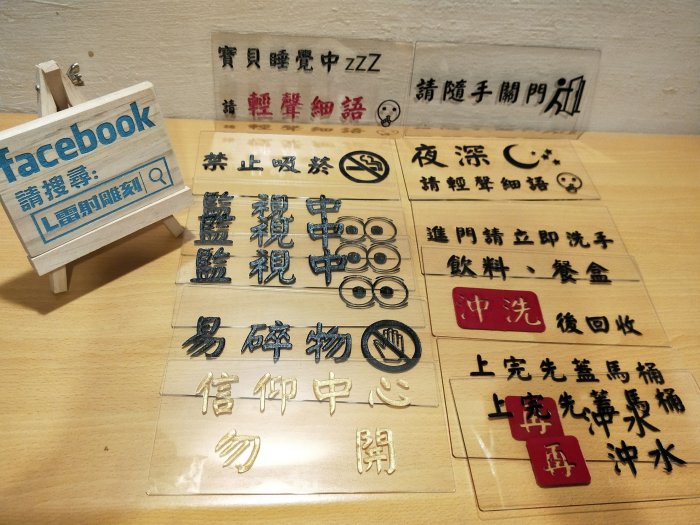 facebook
請搜尋:
L雷射雕刻
寶貝睡覺中zzZ
請 輕聲細語
請隨手關門
禁止吸菸
夜深
請輕聲細語
監視中
監視中
監視中
進門請立即洗手
飲料、餐盒
沖洗後回收
易碎物
信仰中心
勿開
上完先蓋馬桶
再沖水
上完先蓋馬桶
再沖水